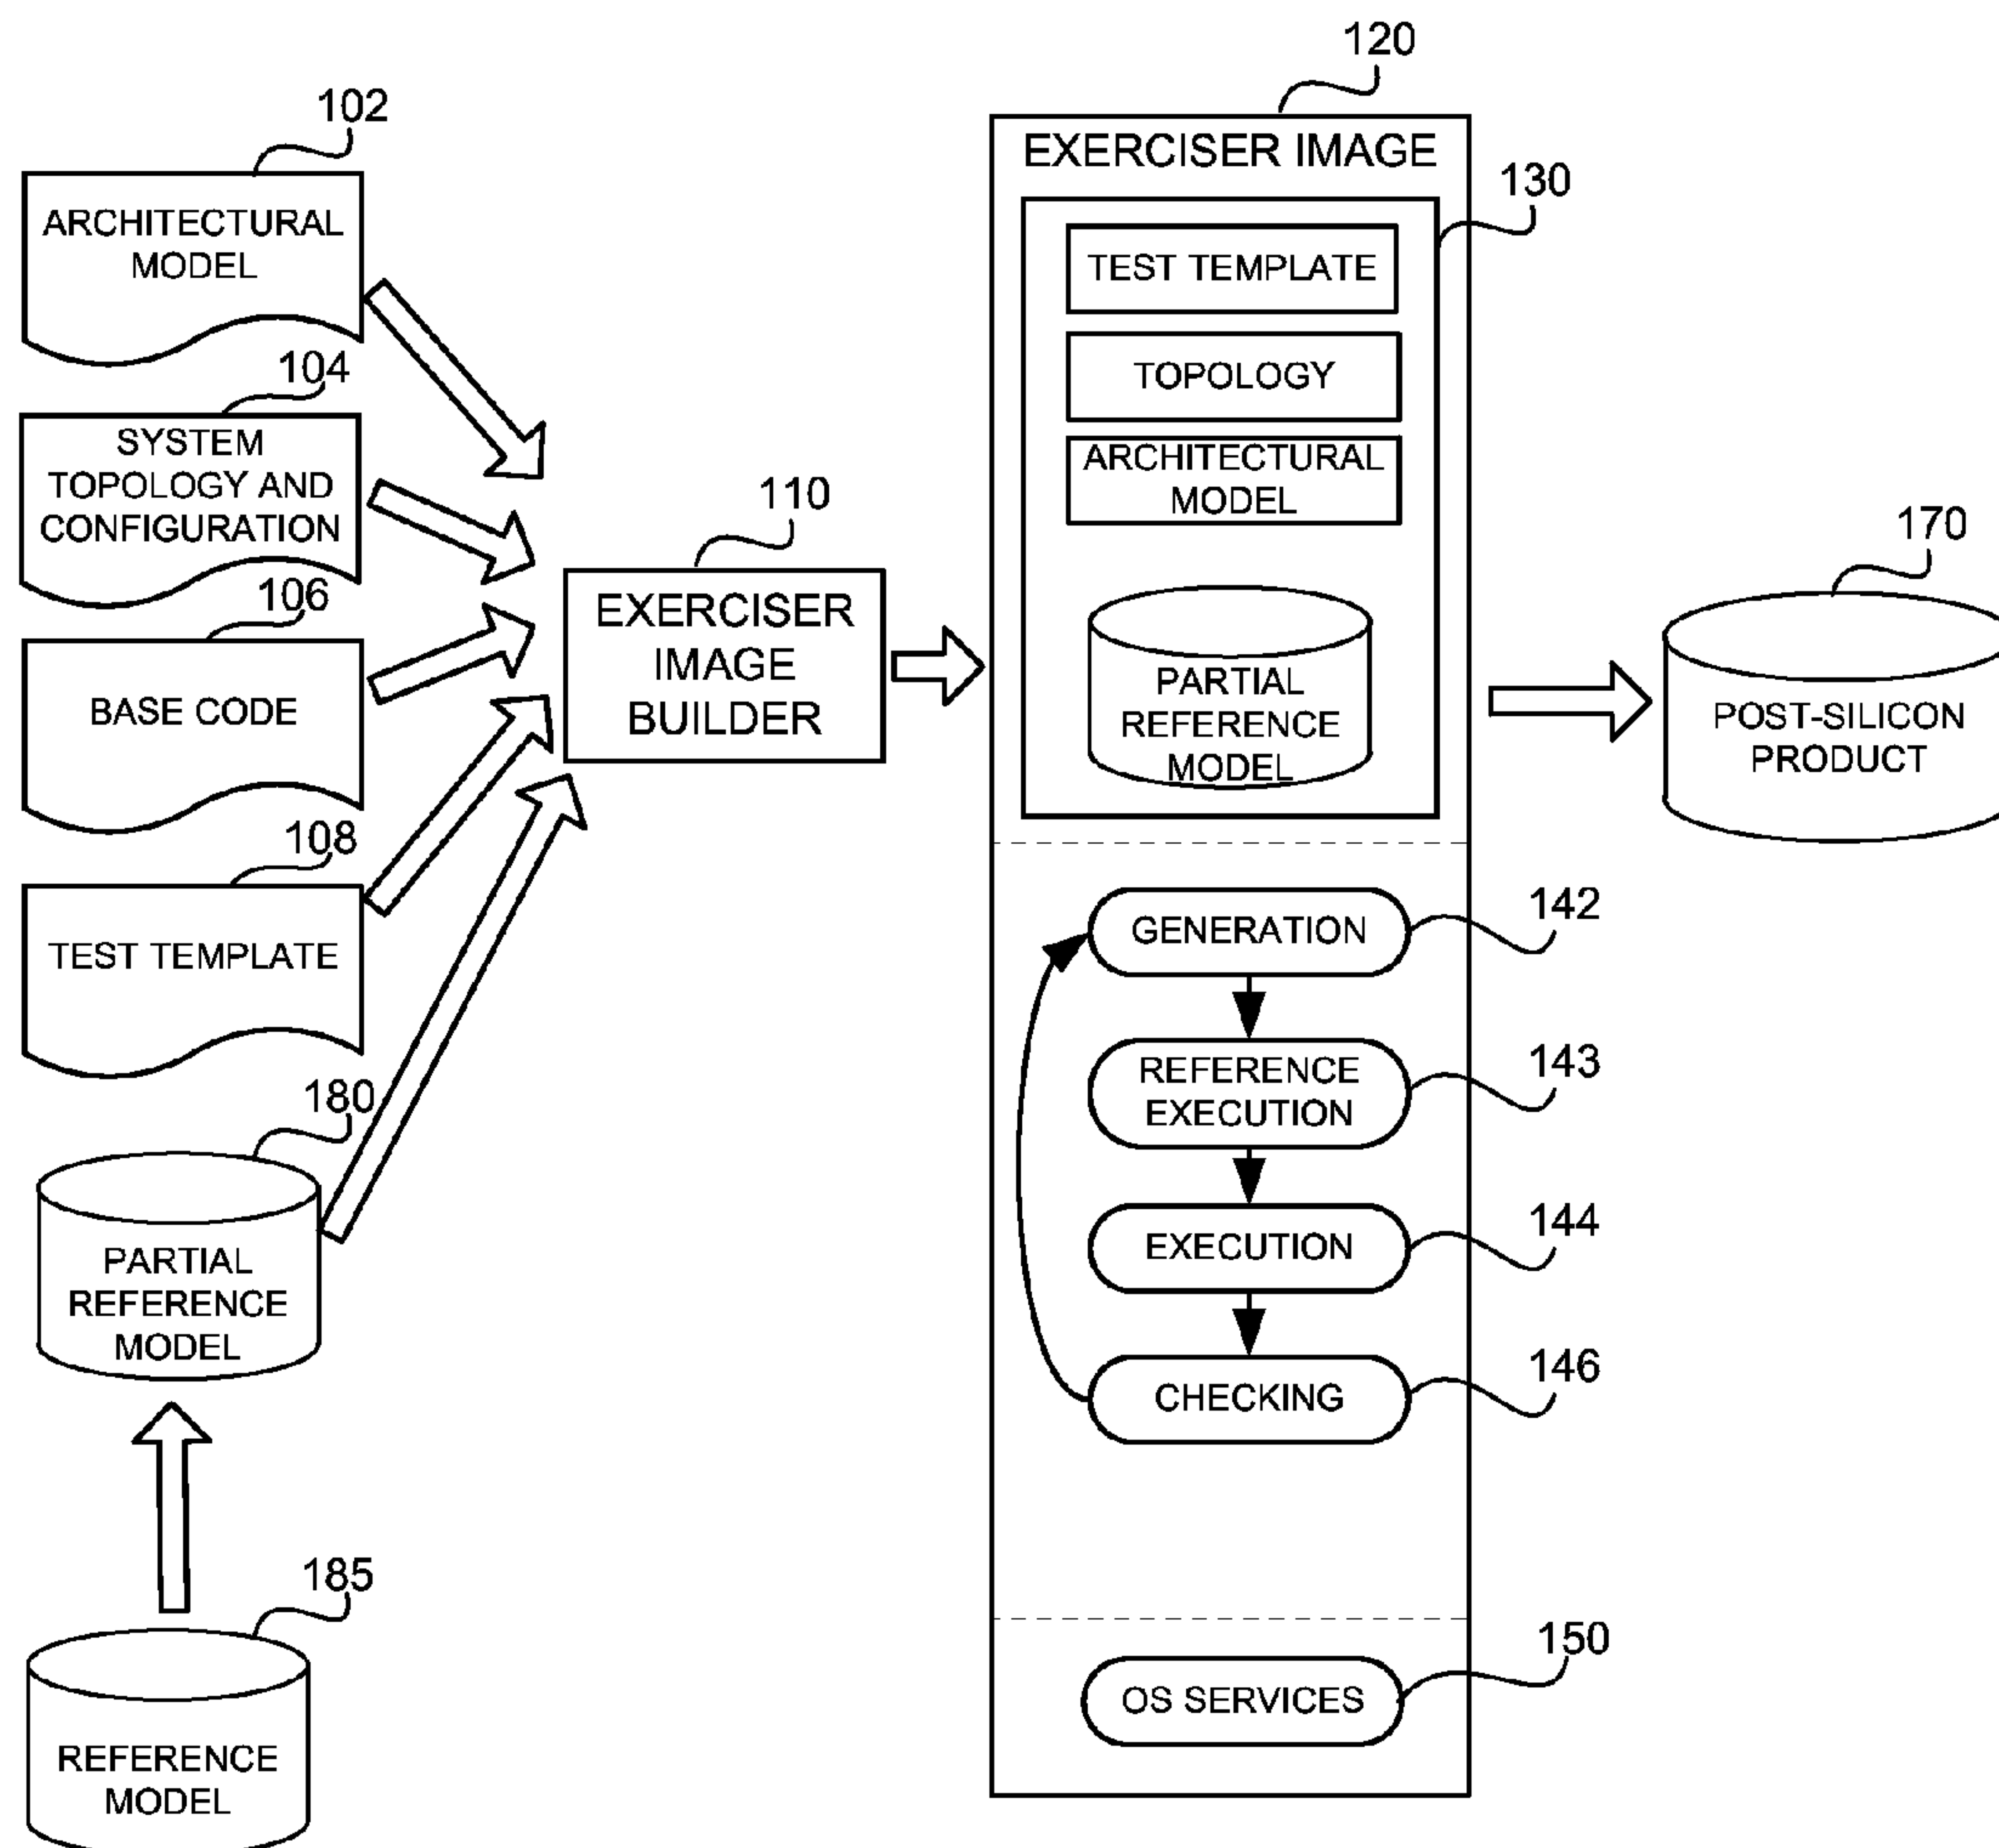 102
ARCHITECTURAL
MODEL
104
SYSTEM
TOPOLOGY AND
CONFIGURATION
106
BASE CODE
108
TEST TEMPLATE
180
PARTIAL
REFERENCE
MODEL
185
REFERENCE
MODEL
110
EXERCISER
IMAGE
BUILDER
120
EXERCISER IMAGE
130
TEST TEMPLATE
TOPOLOGY
ARCHITECTURAL
MODEL
PARTIAL
REFERENCE
MODEL
142
GENERATION
143
REFERENCE
EXECUTION
144
EXECUTION
146
CHECKING
150
OS SERVICES
170
POST-SILICON
PRODUCT